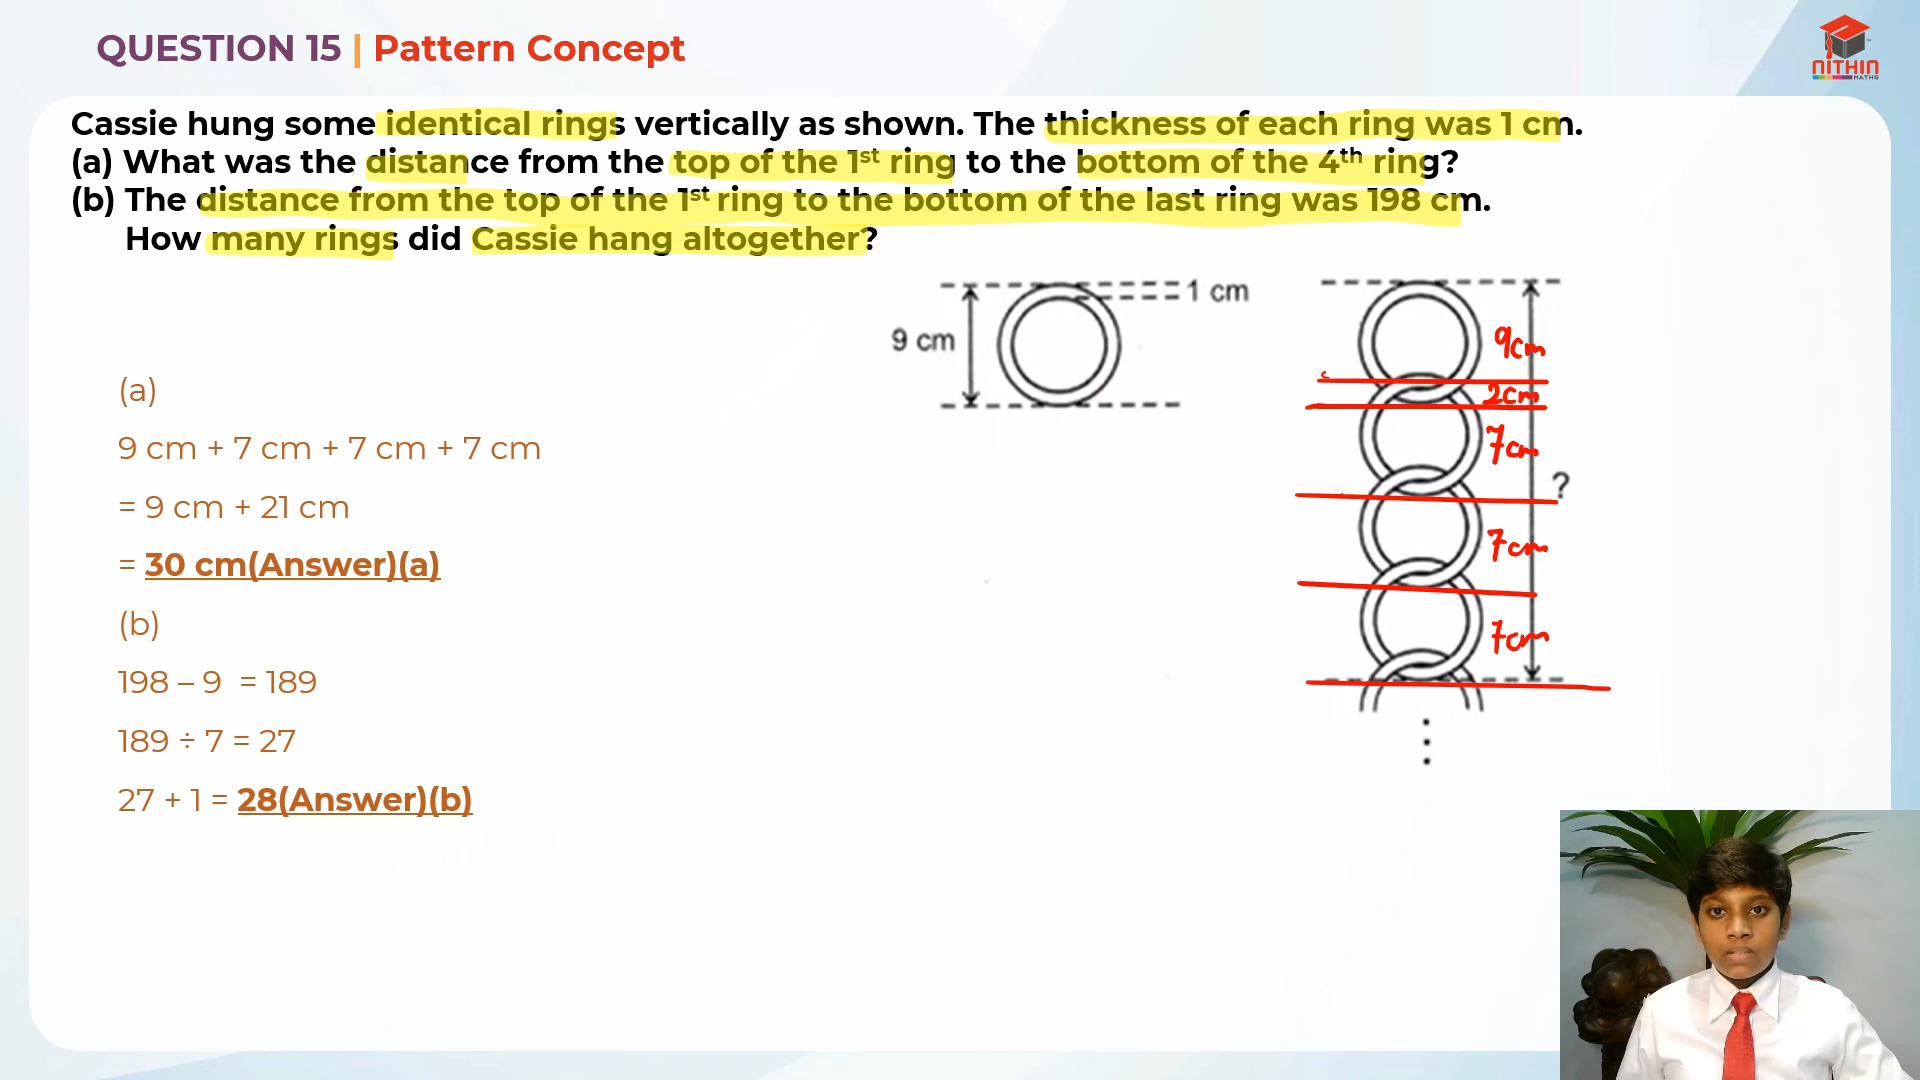 QUESTION 15 | Pattern Concept
NITHIN
MATHS
Cassie hung some identical rings vertically as shown. The thickness of each ring was 1 cm.
(a) What was the distance from the top of the 1st ring to the bottom of the 4th ring?
(b) The distance from the top of the 1st ring to the bottom of the last ring was 198 cm.
How many rings did Cassie hang altogether?
1 cm
9 cm
9cm
2cm
7cm
?
7cm
7cm
(a)
9 cm + 7 cm + 7 cm + 7 cm
= 9 cm + 21 cm
= 30 cm(Answer)(a)
(b)
198 – 9 = 189
189 ÷ 7 = 27
27 + 1 = 28(Answer)(b)